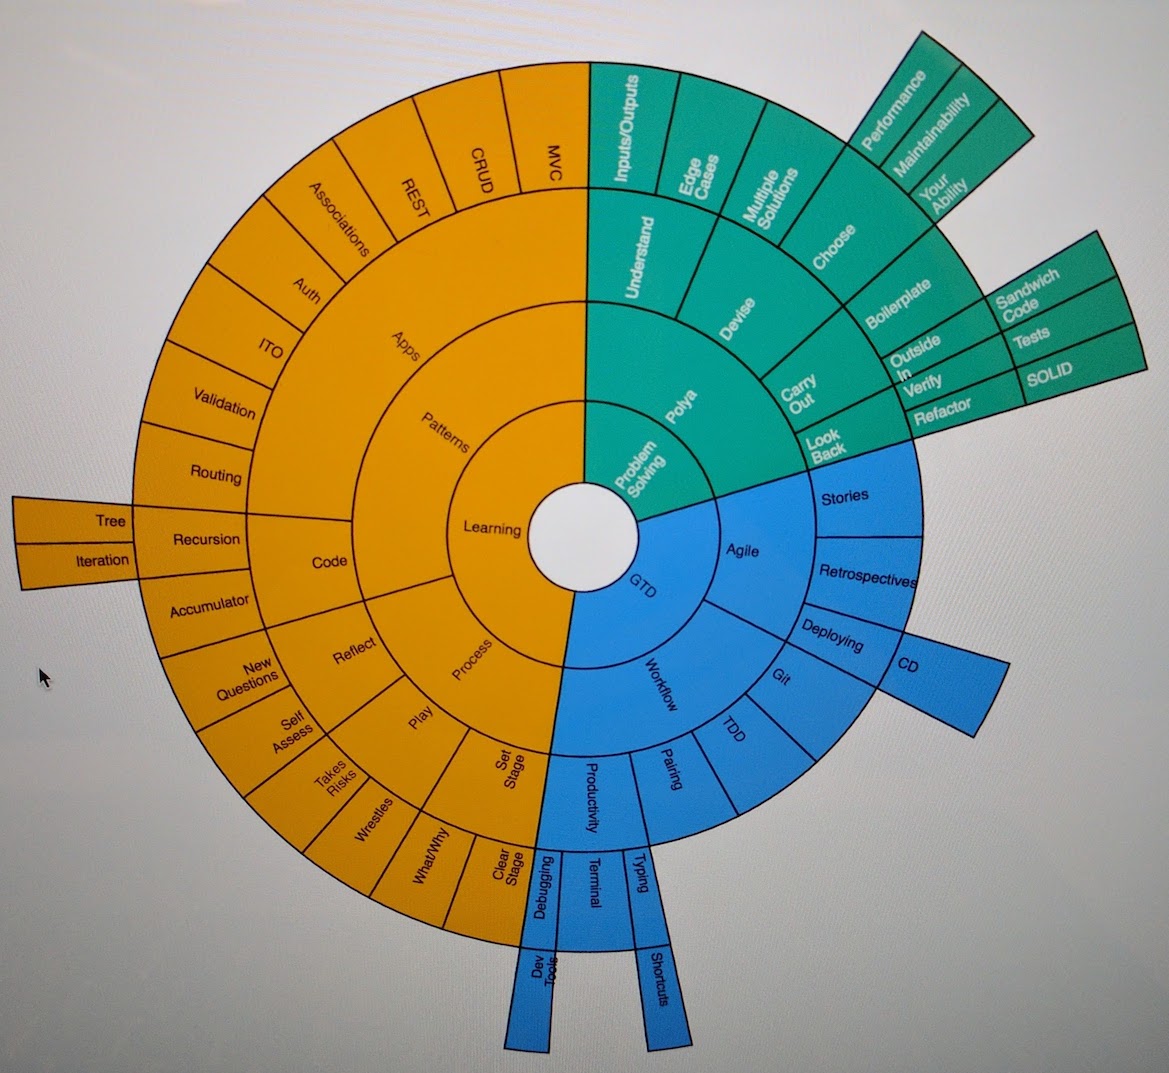 Inputs/Outputs
Edge
Cases
Multiple
Solutions
Choose
Performance
Maintainability
Your
Ability
Boilerplate
Outside
In
Verify
Refactor
Sandwich
Code
Tests
SOLID
Understand
Devise
Carry
Out
Look
Back
Polya
Problem
Solving
Stories
Retrospectives
Deploying
CD
Agile
GTD
Workflow
Git
TDD
Pairing
Productivity
Typing
Shortcuts
Terminal
Debugging
Dev
Tools
Learning
Process
Set
Stage
Clear
Stage
What/Why
Play
Wrestles
Takes
Risks
Reflect
Self
Assess
New
Questions
Patterns
Code
Accumulator
Recursion
Iteration
Tree
Apps
Routing
Validation
ITO
Auth
Associations
REST
CRUD
MVC